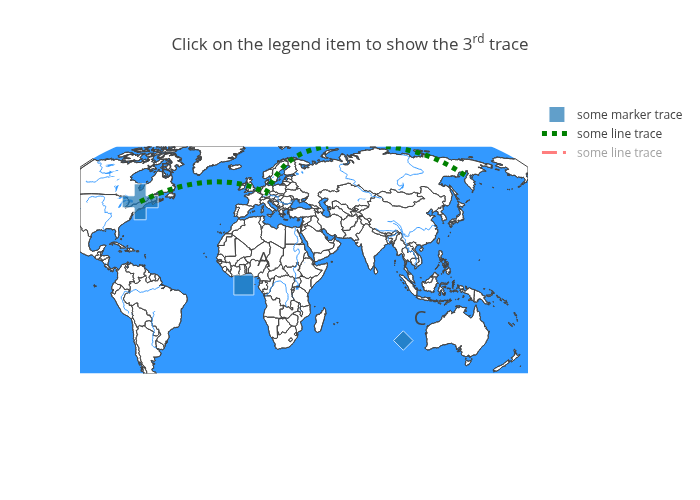 Click on the legend item to show the 3rd trace
some marker trace
some line trace
some line trace
A
C